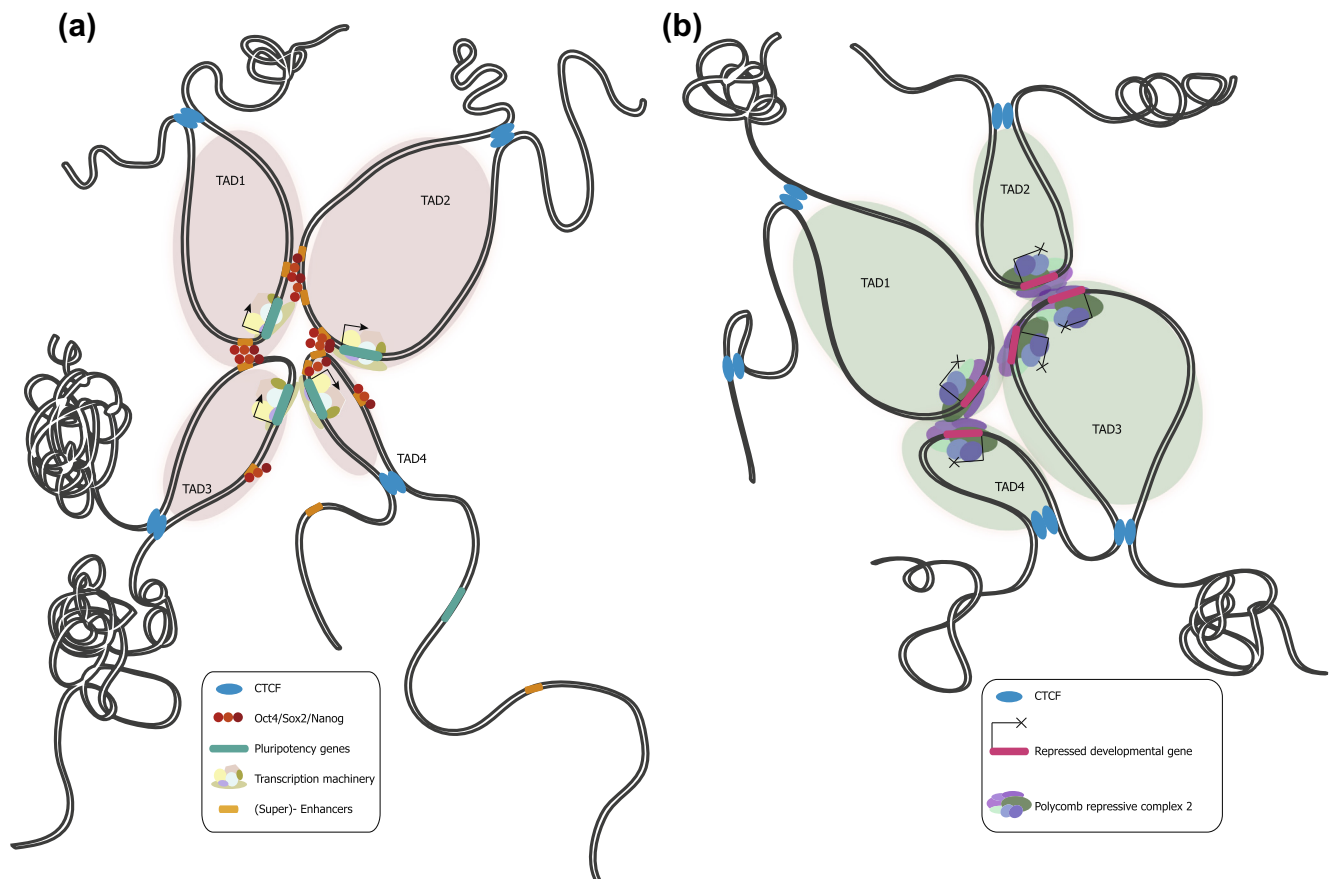 (a)
TAD1
TAD2
TAD3
TAD4
CTCF
Oct4/Sox2/Nanog
Pluripotency genes
Transcription machinery
(Super)- Enhancers
(b)
TAD2
TAD1
TAD3
TAD4
CTCF
Repressed developmental gene
Polycomb repressive complex 2